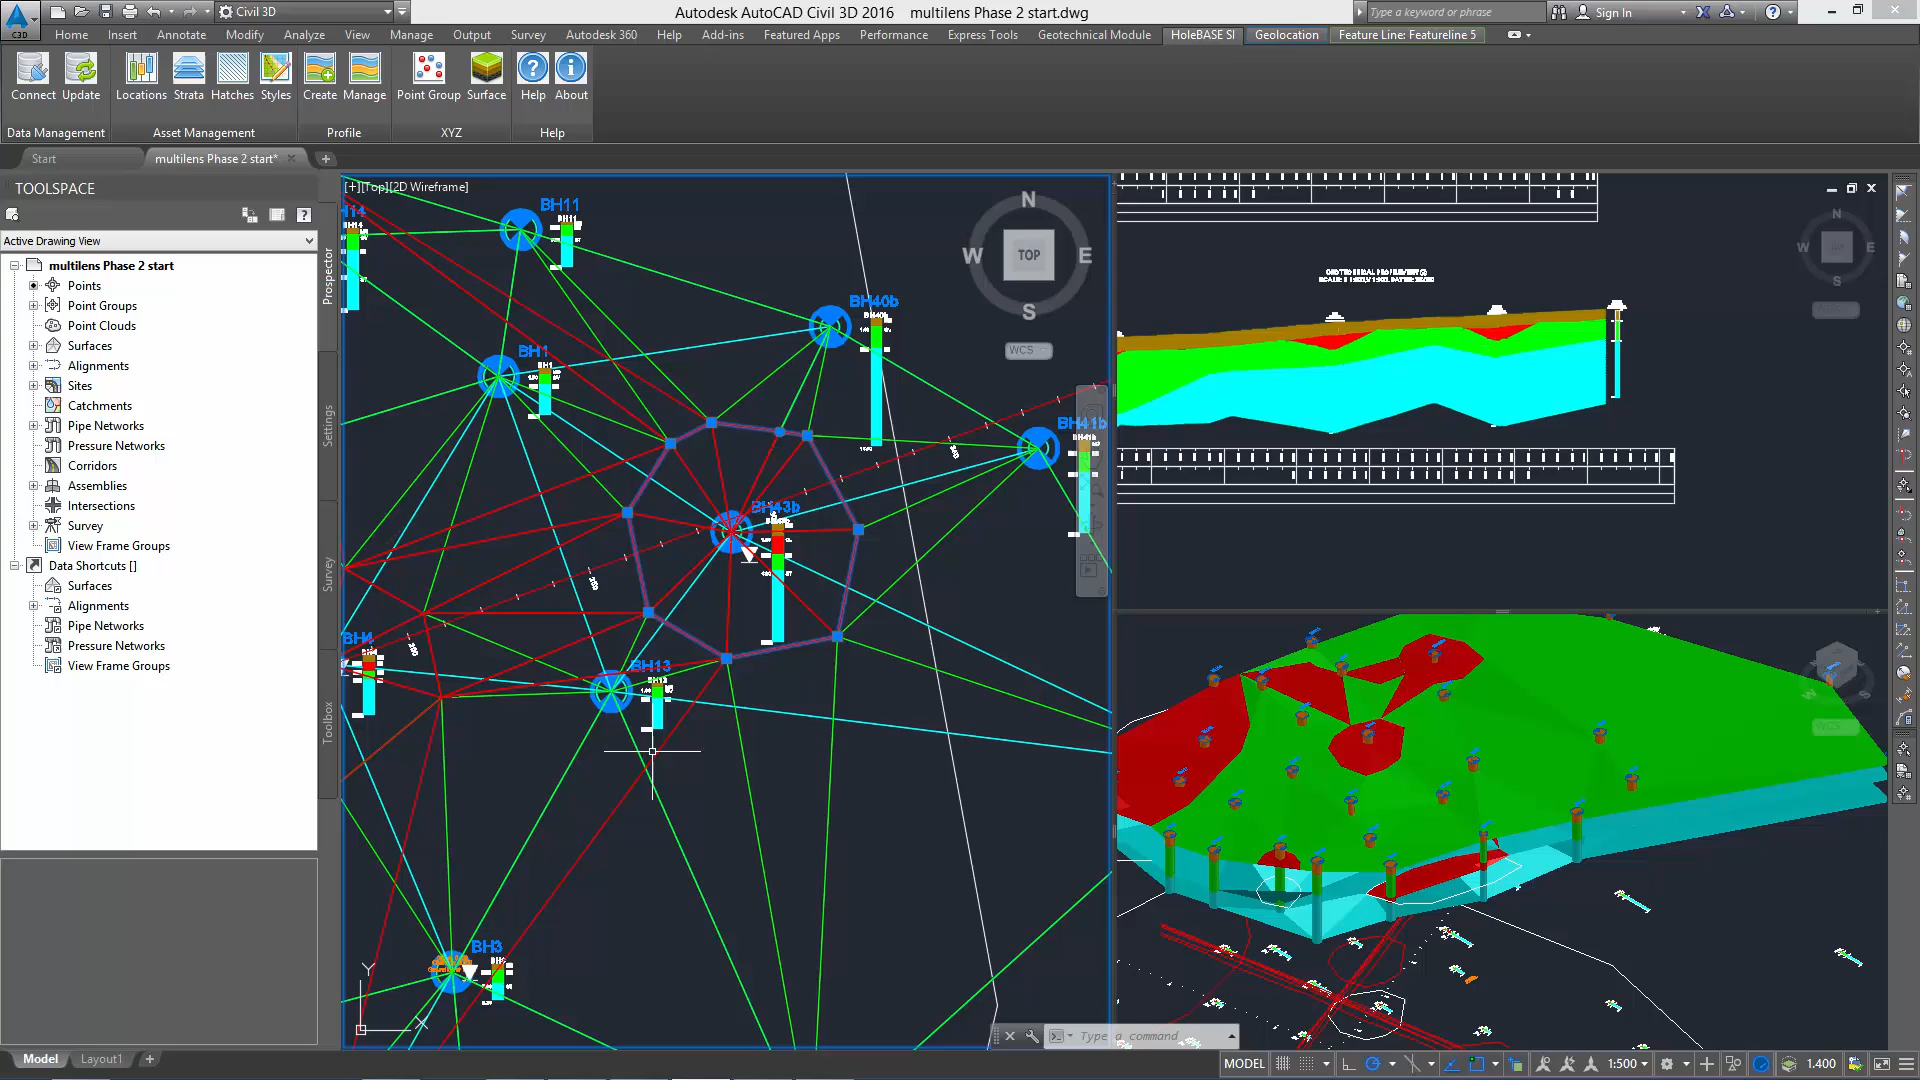 Civil 3D
Autodesk AutoCAD Civil 3D 2016 multilens Phase 2 start.dwg
Type a keyword or phrase
Sign In
C3D
Home Insert Annotate Modify Analyze View Manage Output Survey Autodesk 360 Help Add-ins Featured Apps Performance Express Tools Geotechnical Module HoleBASE SI Geolocation Feature Line: Featureline 5
Connect Update Locations Strata Hatches Styles Create Manage Point Group Surface Help About
Data Management Asset Management Profile XYZ Help
Start
multilens Phase 2 start*
TOOLSPACE
Active Drawing View
multilens Phase 2 start
Points
Point Groups
Point Clouds
Surfaces
Alignments
Sites
Catchments
Pipe Networks
Pressure Networks
Corridors
Assemblies
Intersections
Survey
View Frame Groups
Data Shortcuts []
Surfaces
Alignments
Pipe Networks
Pressure Networks
View Frame Groups
Prospector
Settings
Survey
Toolbox
[+][Top][2D Wireframe]
BH11
BH11
BH1
BH1
BH40b
BH41b
BH43b
BH4
BH13
BH13
BH3
N
W TOP E
S
WCS
N
W E
S
W S
WCS
Y
X
Type a command
Model Layout1
MODEL
1:500
1.400